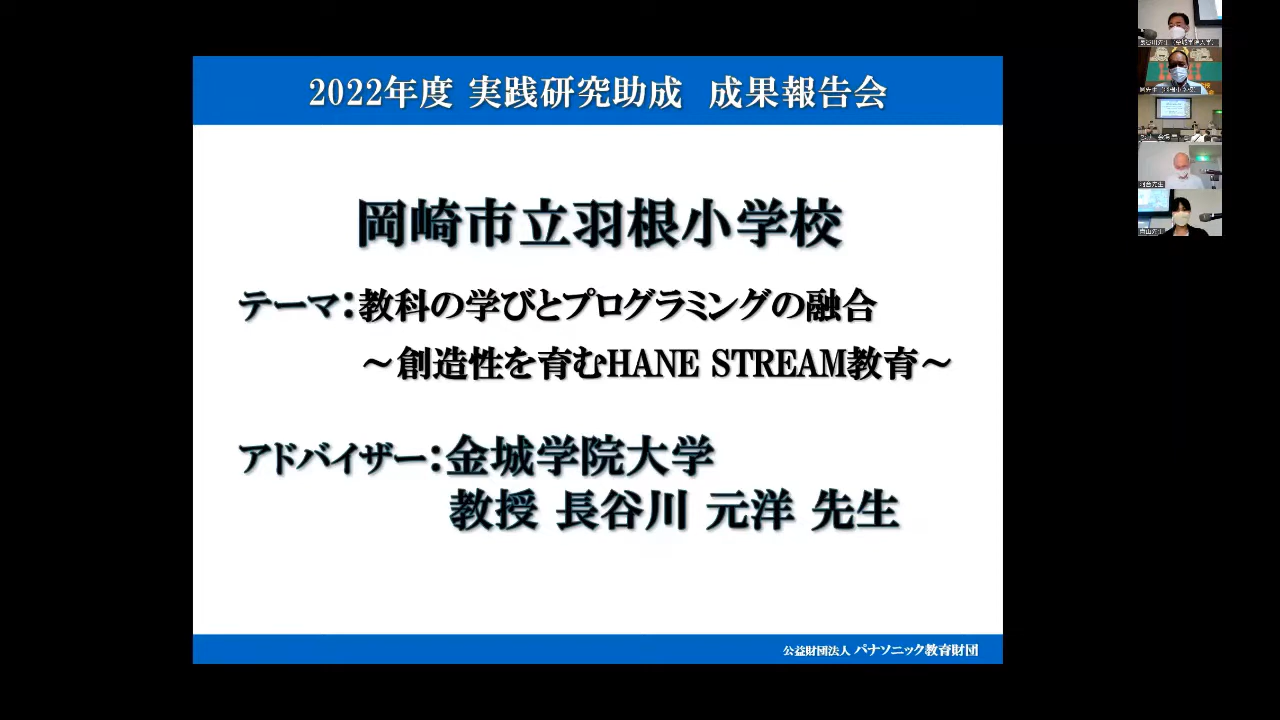 2022年度 実践研究助成 成果報告会
岡崎市立羽根小学校
テーマ：教科の学びとプログラミングの融合
～創造性を育むHANE STREAM教育～
アドバイザー：金城学院大学
教授 長谷川 元洋 先生
公益財団法人 パナソニック教育財団